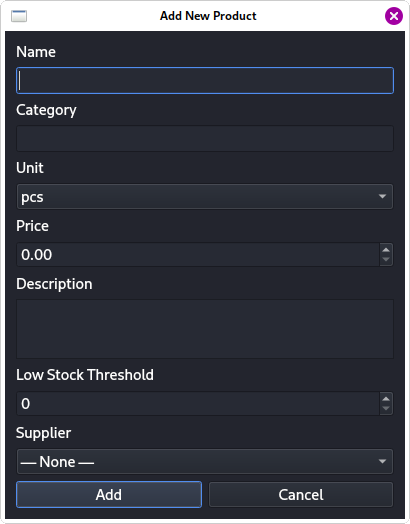 Add New Product
Name
Category
Unit
pcs
Price
0.00
Description
Low Stock Threshold
0
Supplier
— None —
Add Cancel